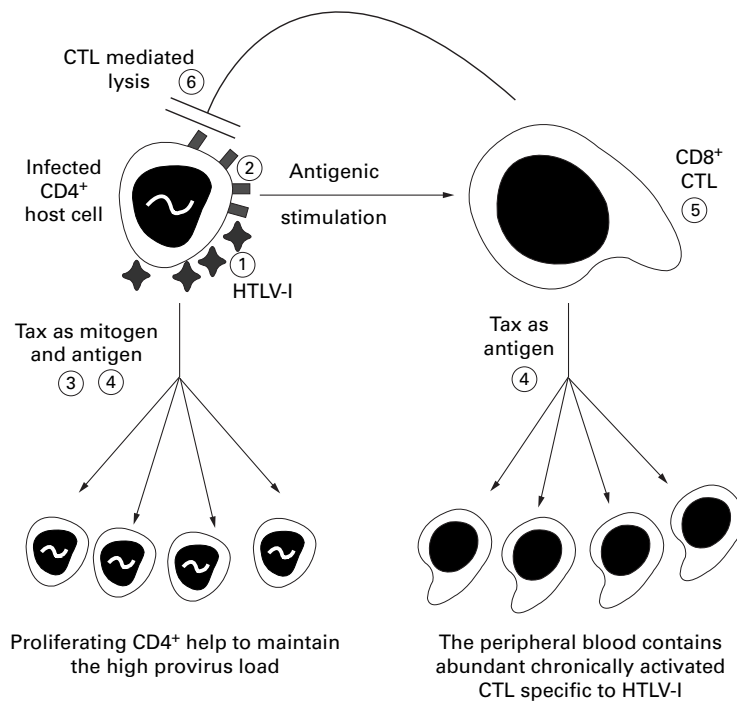 CTL mediated
lysis
6
Infected
CD4+
host cell
2
Antigenic
stimulation
CD8+
CTL
5
1
HTLV-I
Tax as mitogen
and antigen
3 4
Tax as
antigen
4
Proliferating CD4+ help to maintain
the high provirus load
The peripheral blood contains
abundant chronically activated
CTL specific to HTLV-I